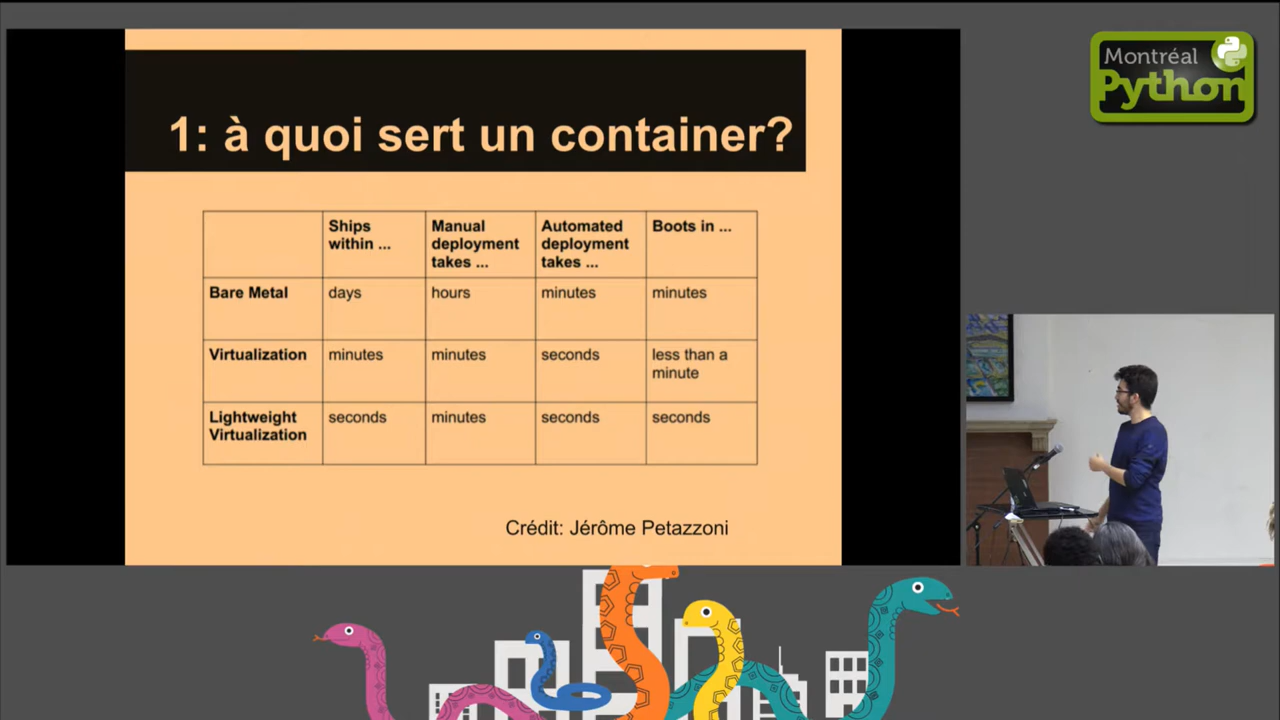 Montréal
Python
1: à quoi sert un container?
Ships within ... Manual deployment takes ... Automated deployment takes ... Boots in ...
Bare Metal days hours minutes minutes
Virtualization minutes minutes seconds less than a minute
Lightweight Virtualization seconds minutes seconds seconds
Crédit: Jérôme Petazzoni